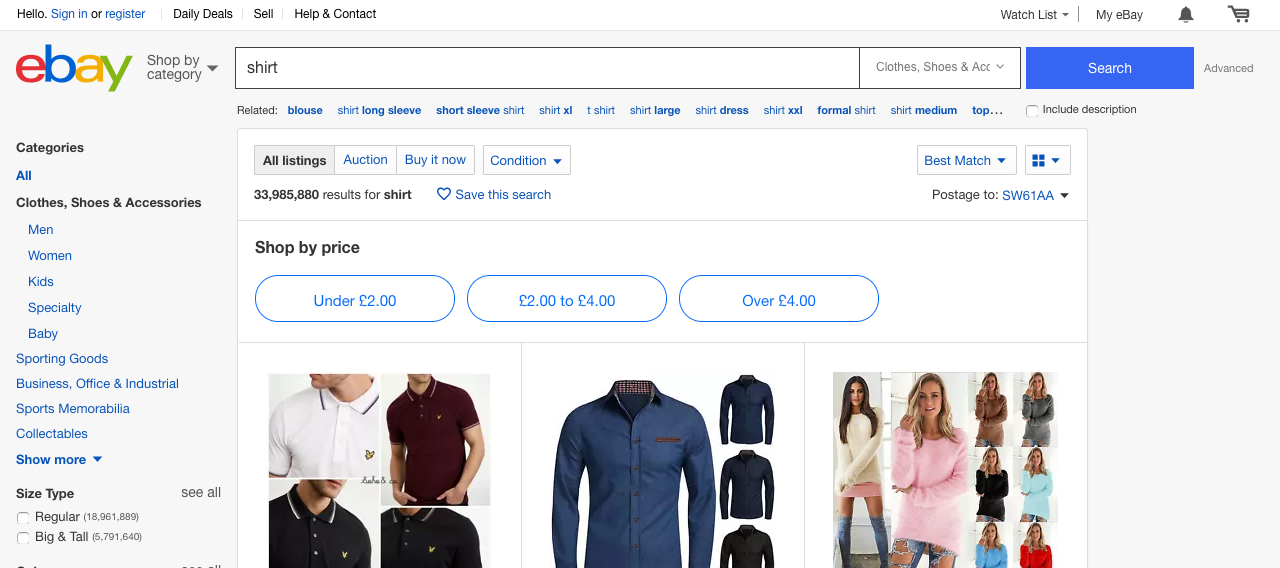 Hello. Sign in or register
Daily Deals
Sell
Help & Contact
Watch List
My eBay
ebay
Shop by category
shirt
Clothes, Shoes & Acc
Search
Advanced
Related: blouse shirt long sleeve short sleeve shirt shirt xl t shirt shirt large shirt dress shirt xxl formal shirt shirt medium top...
Include description
Categories
All
Clothes, Shoes & Accessories
Men
Women
Kids
Specialty
Baby
Sporting Goods
Business, Office & Industrial
Sports Memorabilia
Collectables
Show more
Size Type see all
Regular (18,961,889)
Big & Tall (5,791,640)
All listings Auction Buy it now Condition
Best Match
33,985,880 results for shirt
Save this search
Postage to: SW61AA
Shop by price
Under £2.00
£2.00 to £4.00
Over £4.00